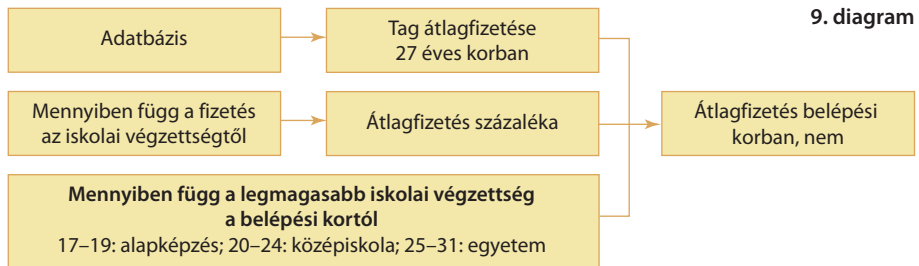 9. diagram
Adatbázis
Tag átlagfizetése
27 éves korban
Mennyiben függ a fizetés
az iskolai végzettségtől
Átlagfizetés százaléka
Átlagfizetés belépési
korban, nem
Mennyiben függ a legmagasabb iskolai végzettség
a belépési kortól
17–19: alapképzés; 20–24: középiskola; 25–31: egyetem